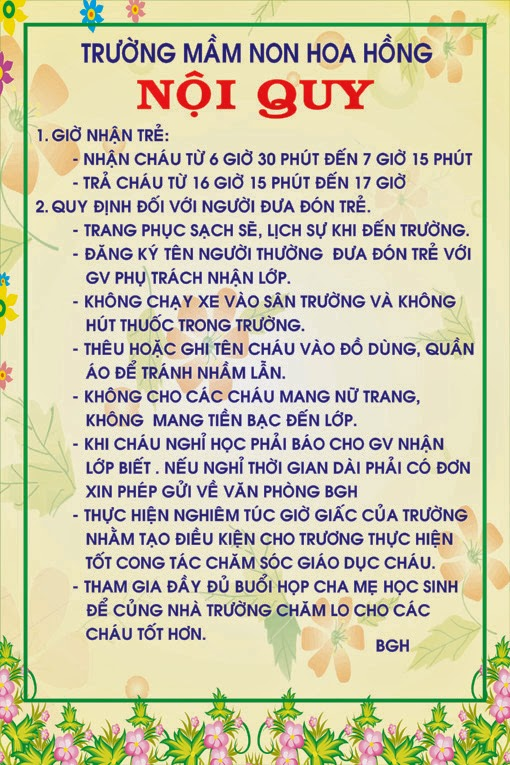 TRƯỜNG MẦM NON HOA HỒNG
NỘI QUY
1. GIỜ NHẬN TRẺ:
- NHẬN CHÁU TỪ 6 GIỜ 30 PHÚT ĐẾN 7 GIỜ 15 PHÚT
- TRẢ CHÁU TỪ 16 GIỜ 15 PHÚT ĐẾN 17 GIỜ
2. QUY ĐỊNH ĐỐI VỚI NGƯỜI ĐƯA ĐÓN TRẺ.
- TRANG PHỤC SẠCH SẼ, LỊCH SỰ KHI ĐẾN TRƯỜNG.
- ĐĂNG KÝ TÊN NGƯỜI THƯỜNG ĐƯA ĐÓN TRẺ VỚI
GV PHỤ TRÁCH NHẬN LỚP.
- KHÔNG CHẠY XE VÀO SÂN TRƯỜNG VÀ KHÔNG
HÚT THUỐC TRONG TRƯỜNG.
- THÊU HOẶC GHI TÊN CHÁU VÀO ĐỒ DÙNG, QUẦN
ÁO ĐỂ TRÁNH NHẦM LẪN.
- KHÔNG CHO CÁC CHÁU MANG NỮ TRANG,
KHÔNG MANG TIỀN BẠC ĐẾN LỚP.
- KHI CHÁU NGHỈ HỌC PHẢI BÁO CHO GV NHẬN
LỚP BIẾT . NẾU NGHỈ THỜI GIAN DÀI PHẢI CÓ ĐƠN
XIN PHÉP GỬI VỀ VĂN PHÒNG BGH
- THỰC HIỆN NGHIÊM TÚC GIỜ GIẤC CỦA TRƯỜNG
NHẰM TẠO ĐIỀU KIỆN CHO TRƯƠNG THỰC HIỆN
TỐT CÔNG TÁC CHĂM SÓC GIÁO DỤC CHÁU.
- THAM GIA ĐẦY ĐỦ BUỔI HỌP CHA MẸ HỌC SINH
ĐỂ CỦNG NHÀ TRƯỜNG CHĂM LO CHO CÁC
CHÁU TỐT HƠN.
BGH